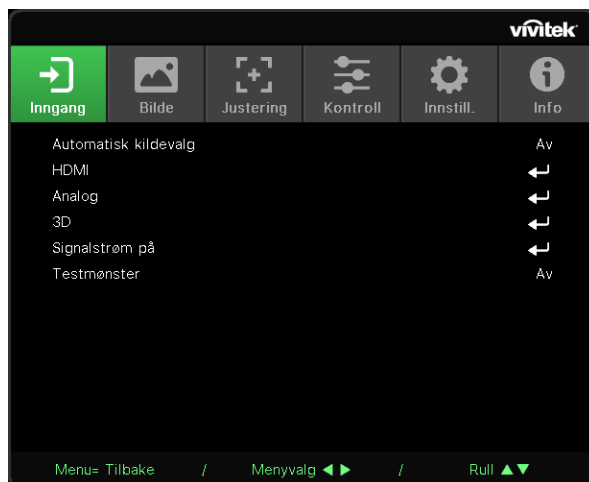 vivitek
Inngang Bilde Justering Kontroll Innstill. Info
Automatisk kildevalg Av
HDMI
Analog
3D
Signalstrøm på
Testmønster Av
Menu= Tilbake / Menyvalg ◀ ▶ / Rull ▲▼